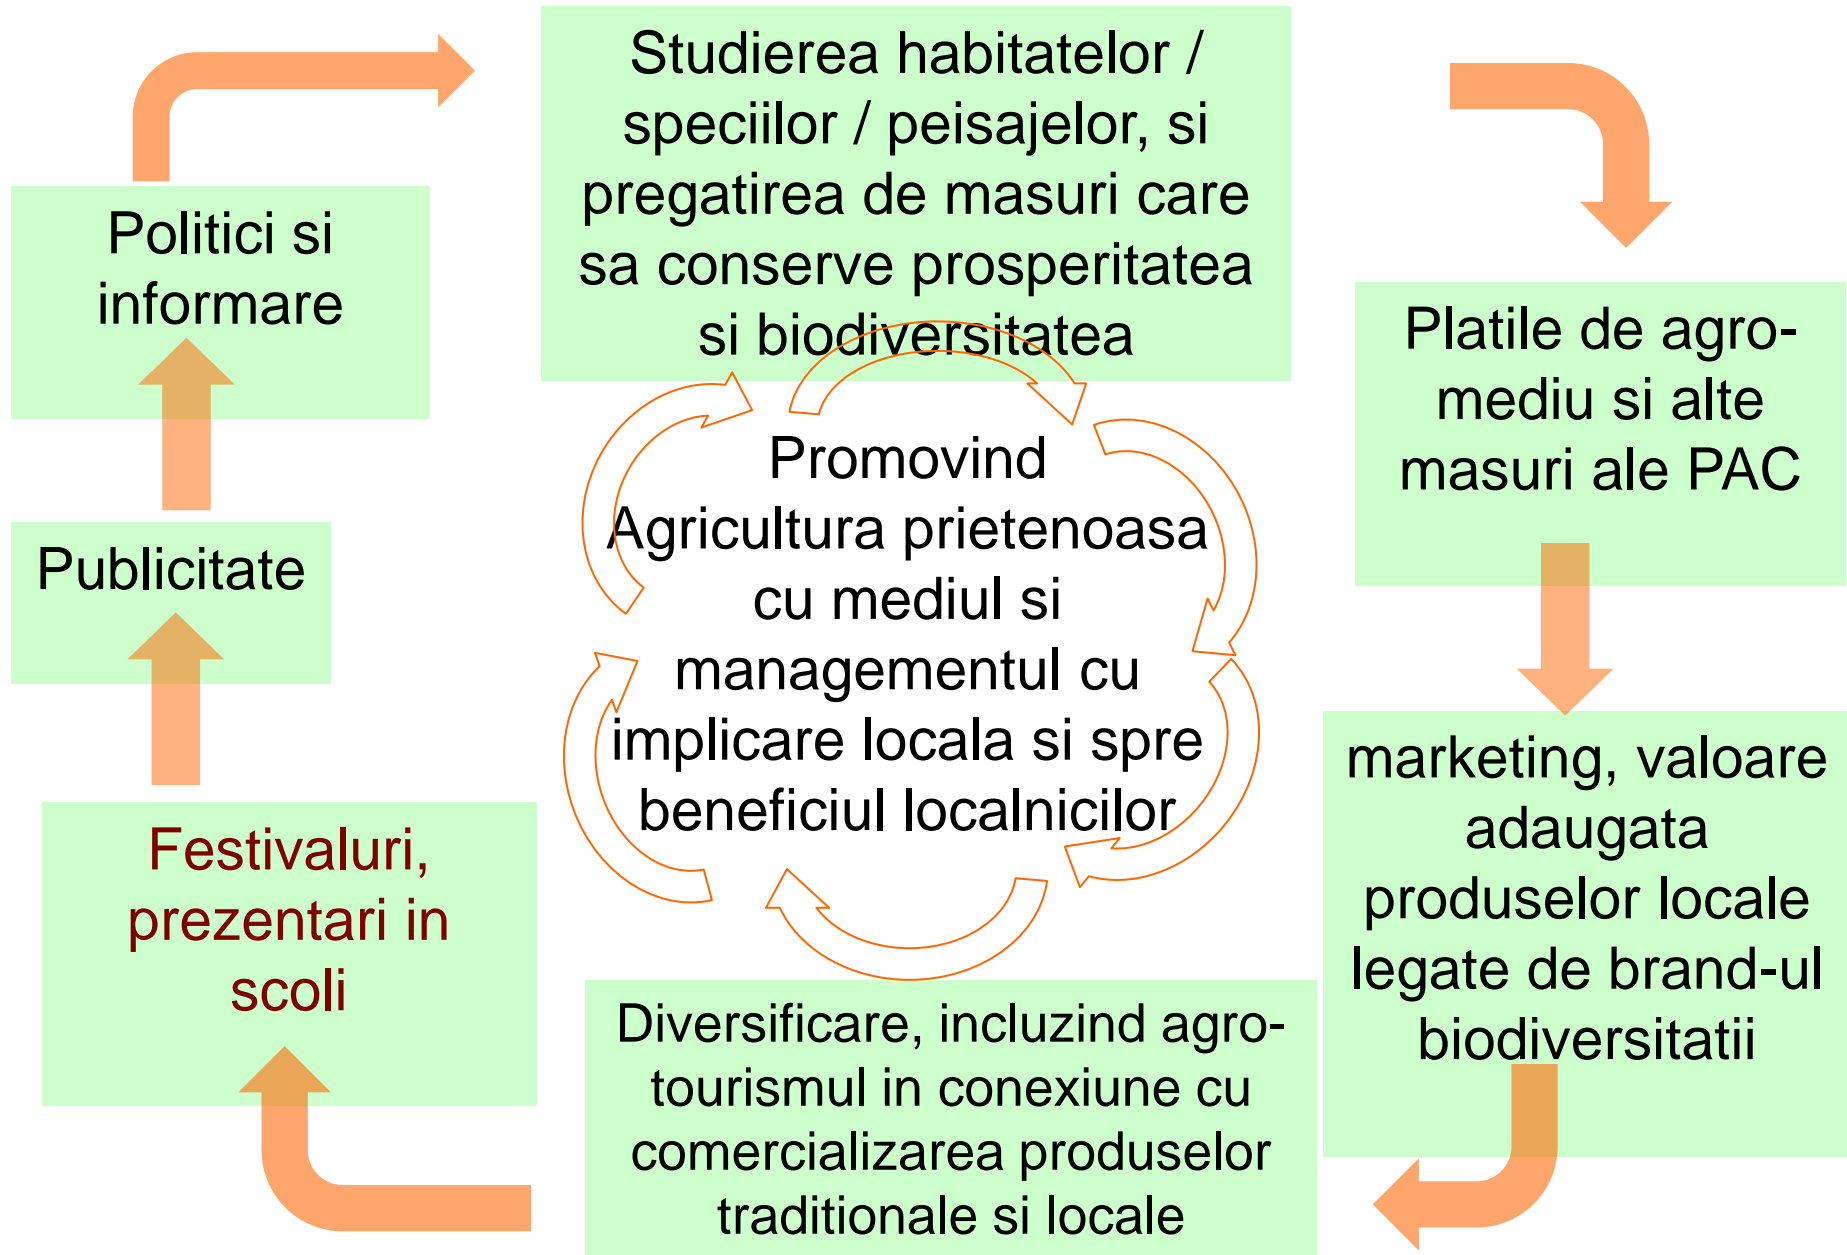 Studierea habitatelor /
speciilor / peisajelor, si
pregatirea de masuri care
sa conserve prosperitatea
si biodiversitatea
Platile de agro-
mediu si alte
masuri ale PAC
marketing, valoare
adaugata
produselor locale
legate de brand-ul
biodiversitatii
Diversificare, incluzind agro-
tourismul in conexiune cu
comercializarea produselor
traditionale si locale
Festivaluri,
prezentari in
scoli
Publicitate
Politici si
informare
Promovind
Agricultura prietenoasa
cu mediul si
managementul cu
implicare locala si spre
beneficiul localnicilor